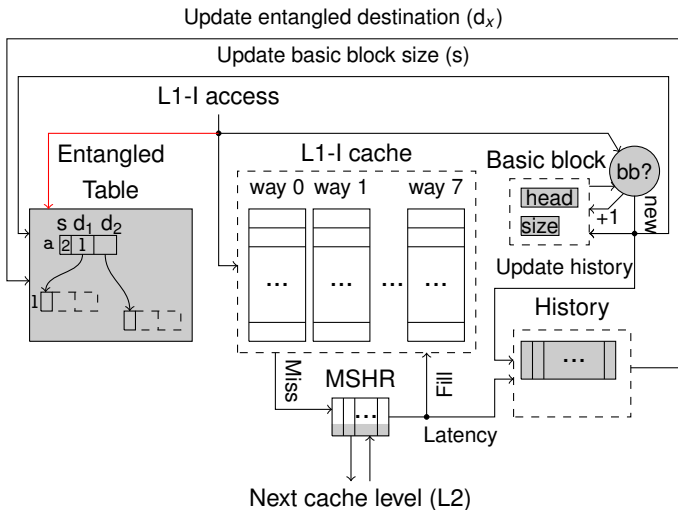 Update entangled destination (dₓ)
Update basic block size (s)
L1-I access
Entangled
Table
L1-I cache
Basic block
bb?
way 0 way 1 way 7
head
size
+1
new
s d₁ d₂
a 2 l
... ... ... ...
l
Update history
History
...
Miss
MSHR
Fill
...
Latency
Next cache level (L2)